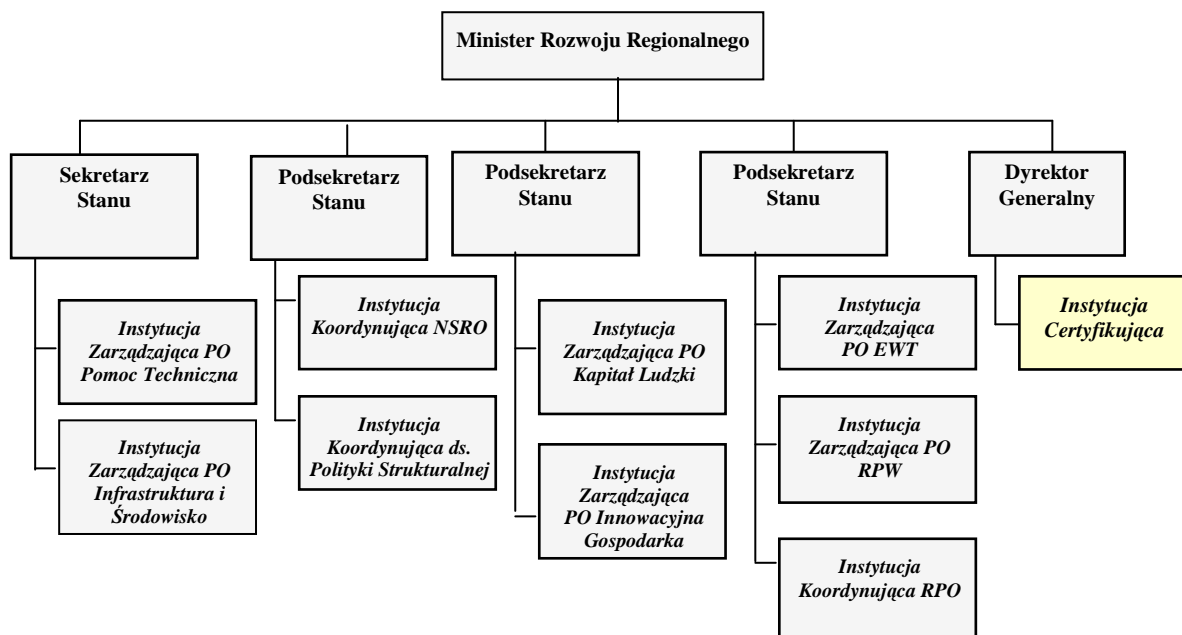 Minister Rozwoju Regionalnego
Sekretarz
Stanu
Podsekretarz
Stanu
Podsekretarz
Stanu
Podsekretarz
Stanu
Dyrektor
Generalny
Instytucja
Zarządzająca PO
Pomoc Techniczna
Instytucja
Zarządzająca PO
Infrastruktura i
Środowisko
Instytucja
Koordynująca NSRO
Instytucja
Koordynująca ds.
Polityki Strukturalnej
Instytucja
Zarządzająca PO
Kapitał Ludzki
Instytucja
Zarządzająca
PO Innowacyjna
Gospodarka
Instytucja
Zarządzająca
PO EWT
Instytucja
Zarządzająca PO
RPW
Instytucja
Koordynująca RPO
Instytucja
Certyfikująca